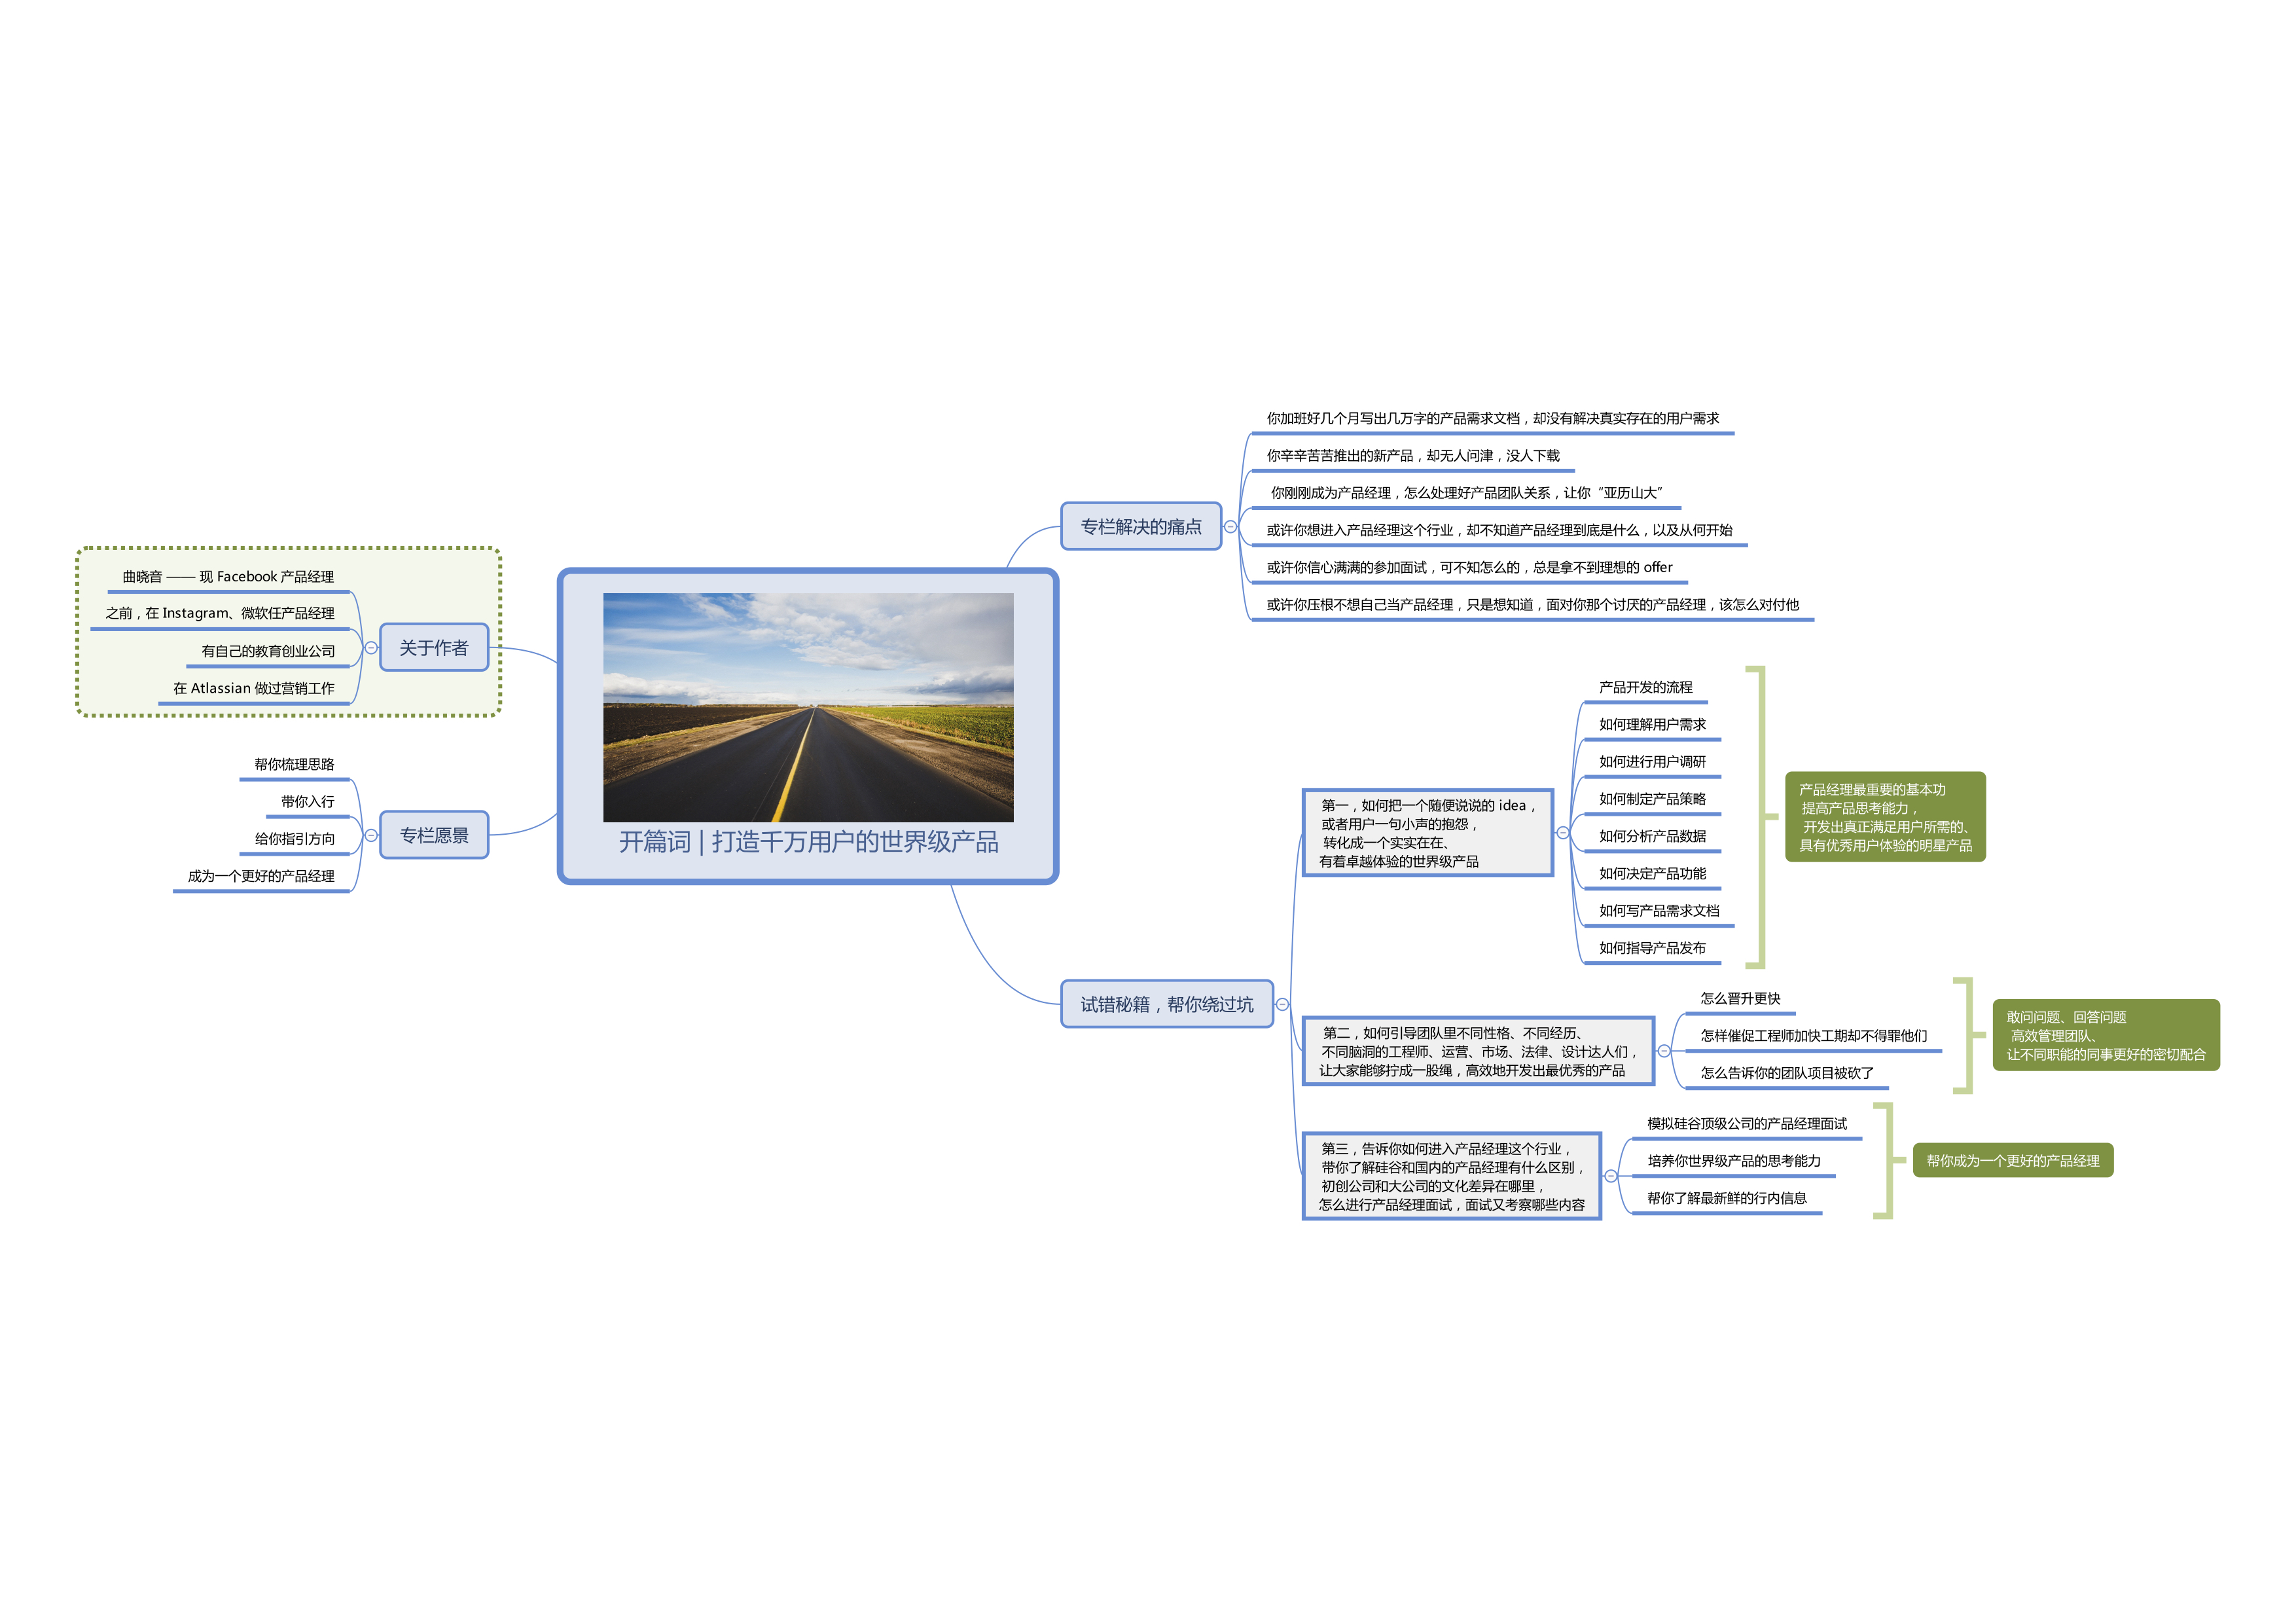 开篇词 | 打造千万用户的世界级产品
专栏解决的痛点
你加班好几个月写出几万字的产品需求文档，却没有解决真实存在的用户需求
你辛辛苦苦推出的新产品，却无人问津，没人下载
你刚刚成为产品经理，怎么处理好产品团队关系，让你“亚历山大”
或许你想进入产品经理这个行业，却不知道产品经理到底是什么，以及从何开始
或许你信心满满的参加面试，可不知怎么的，总是拿不到理想的 offer
或许你压根不想自己当产品经理，只是想知道，面对你那个讨厌的产品经理，该怎么对付他
试错秘籍，帮你绕过坑
第一，如何把一个随便说说的 idea，
或者用户一句小声的抱怨，
转化成一个实实在在、
有着卓越体验的世界级产品
产品开发的流程
如何理解用户需求
如何进行用户调研
如何制定产品策略
如何分析产品数据
如何决定产品功能
如何写产品需求文档
如何指导产品发布
产品经理最重要的基本功
提高产品思考能力，
开发出真正满足用户所需的、
具有优秀用户体验的明星产品
第二，如何引导团队里不同性格、不同经历、
不同脑洞的工程师、运营、市场、法律、设计达人们，
让大家能够拧成一股绳，高效地开发出最优秀的产品
怎么晋升更快
怎样催促工程师加快工期却不得罪他们
怎么告诉你的团队项目被砍了
敢问问题、回答问题
高效管理团队、
让不同职能的同事更好的密切配合
第三，告诉你如何进入产品经理这个行业，
带你了解硅谷和国内的产品经理有什么区别，
初创公司和大公司的文化差异在哪里，
怎么进行产品经理面试，面试又考察哪些内容
模拟硅谷顶级公司的产品经理面试
培养你世界级产品的思考能力
帮你了解最新鲜的行内信息
帮你成为一个更好的产品经理
关于作者
曲晓音 —— 现 Facebook 产品经理
之前，在 Instagram、微软任产品经理
有自己的教育创业公司
在 Atlassian 做过营销工作
专栏愿景
帮你梳理思路
带你入行
给你指引方向
成为一个更好的产品经理